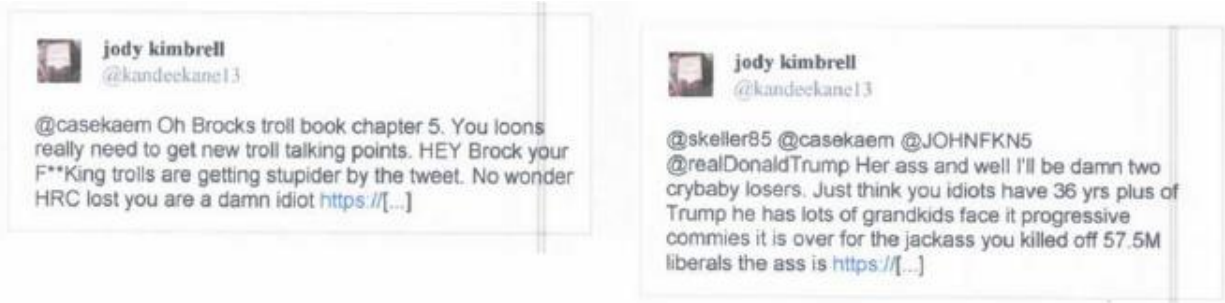 jody kimbrell
@kandeekane13
@casekaem Oh Brocks troll book chapter 5. You loons
really need to get new troll talking points. HEY Brock your
F**King trolls are getting stupider by the tweet. No wonder
HRC lost you are a damn idiot https://[...]
jody kimbrell
@kandeekane13
@skeller85 @casekaem @JOHNFKN5
@realDonaldTrump Her ass and well I'll be damn two
crybaby losers. Just think you idiots have 36 yrs plus of
Trump he has lots of grandkids face it progressive
commies it is over for the jackass you killed off 57.5M
liberals the ass is https://[...]